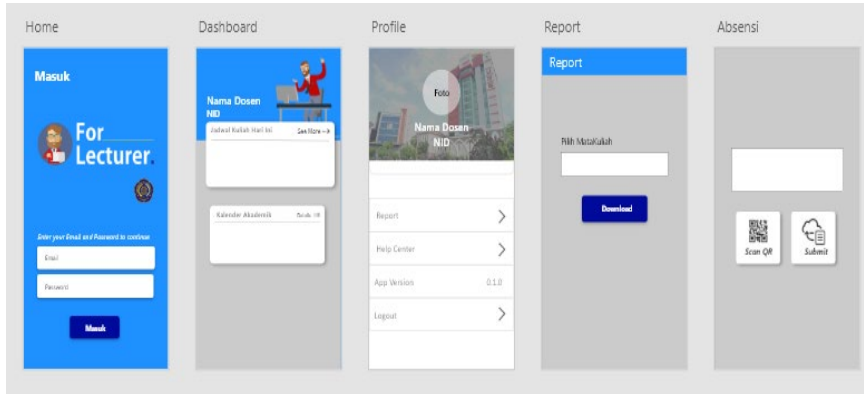 Home
Masuk
For
Lecturer.
Enter your Email and Password to continue
Email
Password
Masuk
Dashboard
Nama Dosen
NID
Jadwal Kuliah Hari Ini
See More
Kalender Akademik
Profile
Foto
Nama Dosen
NID
Report
Help Center
App Version
0.1.0
Logout
Report
Report
Pilih MataKuliah
Download
Absensi
Scan QR
Submit